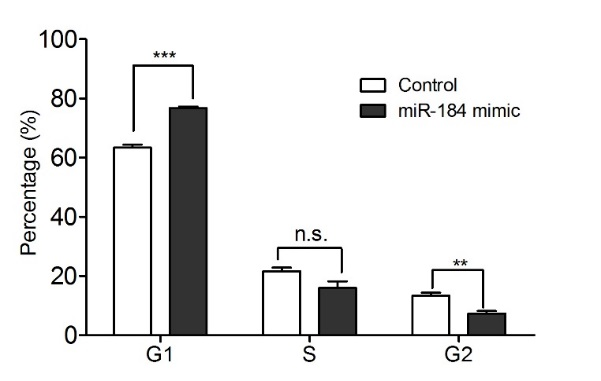 100
80
60
40
20
0
Percentage (%)
***
n.s.
**
Control
miR-184 mimic
G1
S
G2